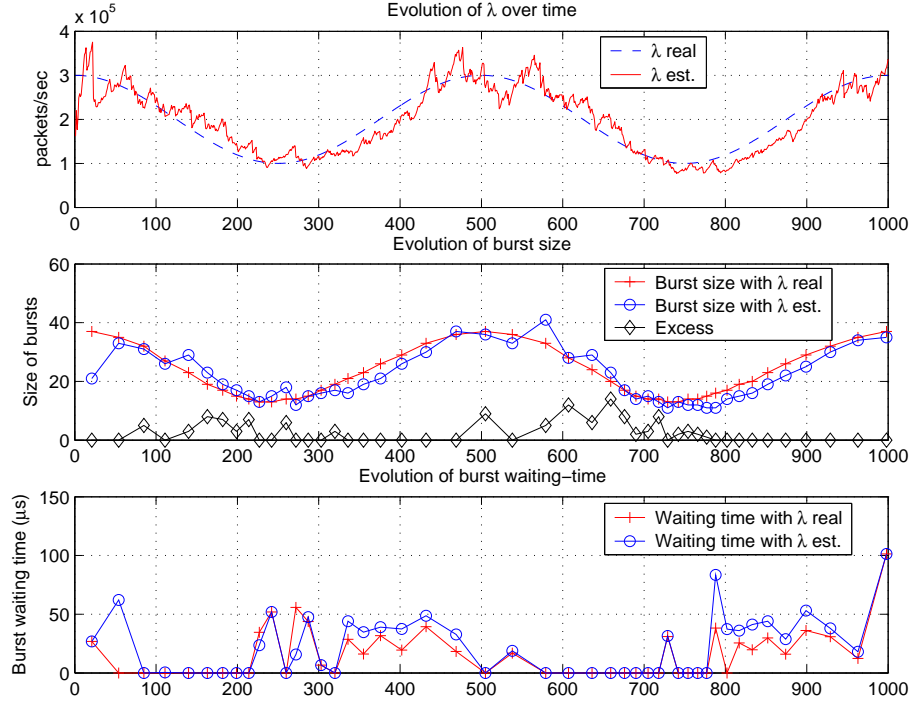 Evolution of λ over time
x 10^5
packets/sec
4
3
2
1
0
λ real
λ est.
0 100 200 300 400 500 600 700 800 900 1000
Evolution of burst size
Size of bursts
60
40
20
0
Burst size with λ real
Burst size with λ est.
Excess
0 100 200 300 400 500 600 700 800 900 1000
Evolution of burst waiting−time
Burst waiting time (μs)
150
100
50
0
Waiting time with λ real
Waiting time with λ est.
0 100 200 300 400 500 600 700 800 900 1000